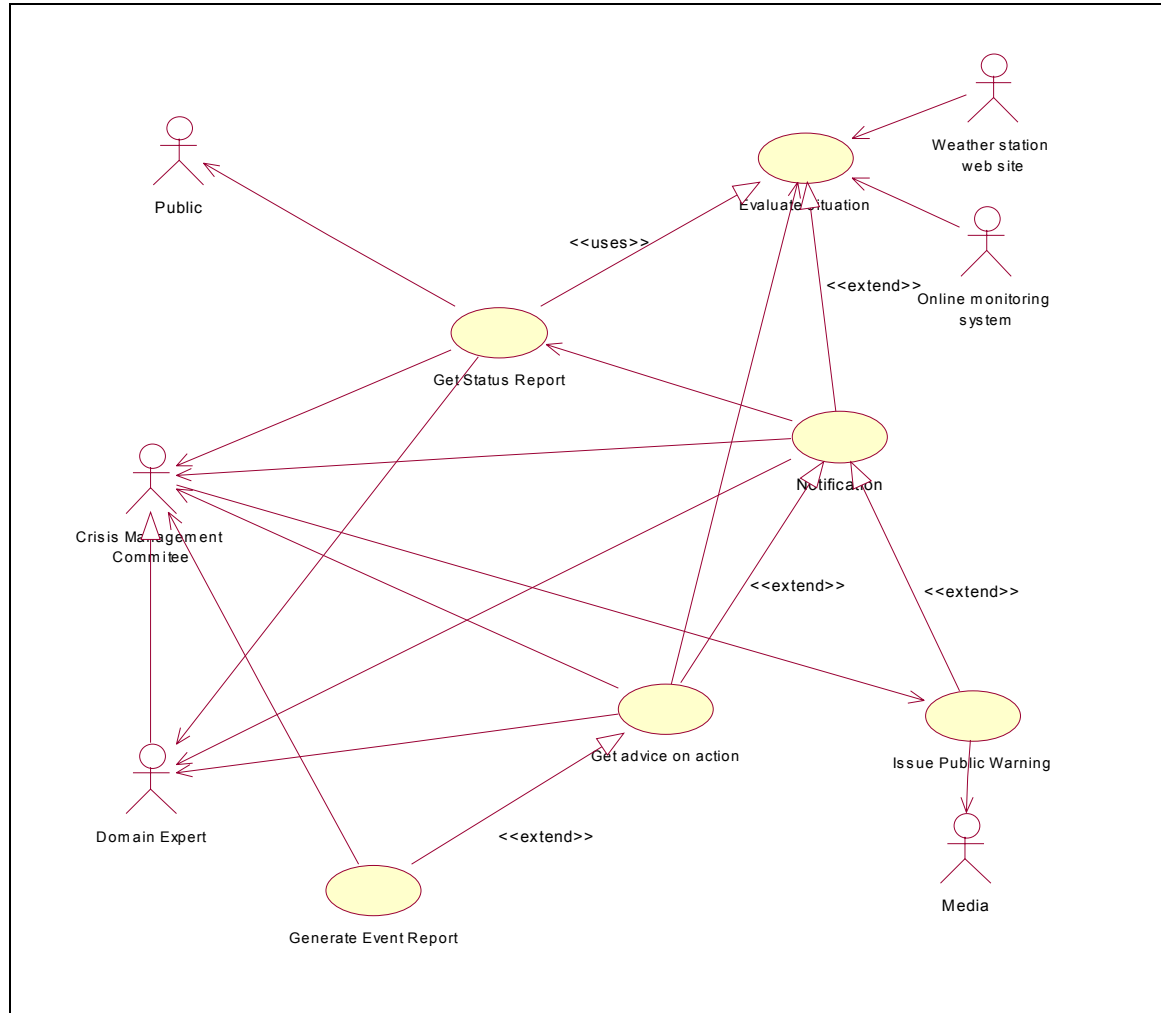 Weather station
web site
Public
Evaluate situation
<<uses>>
<<extend>>
Online monitoring
system
Get Status Report
Notification
Crisis Management
Commitee
<<extend>>
<<extend>>
Get advice on action
Issue Public Warning
Domain Expert
<<extend>>
Media
Generate Event Report